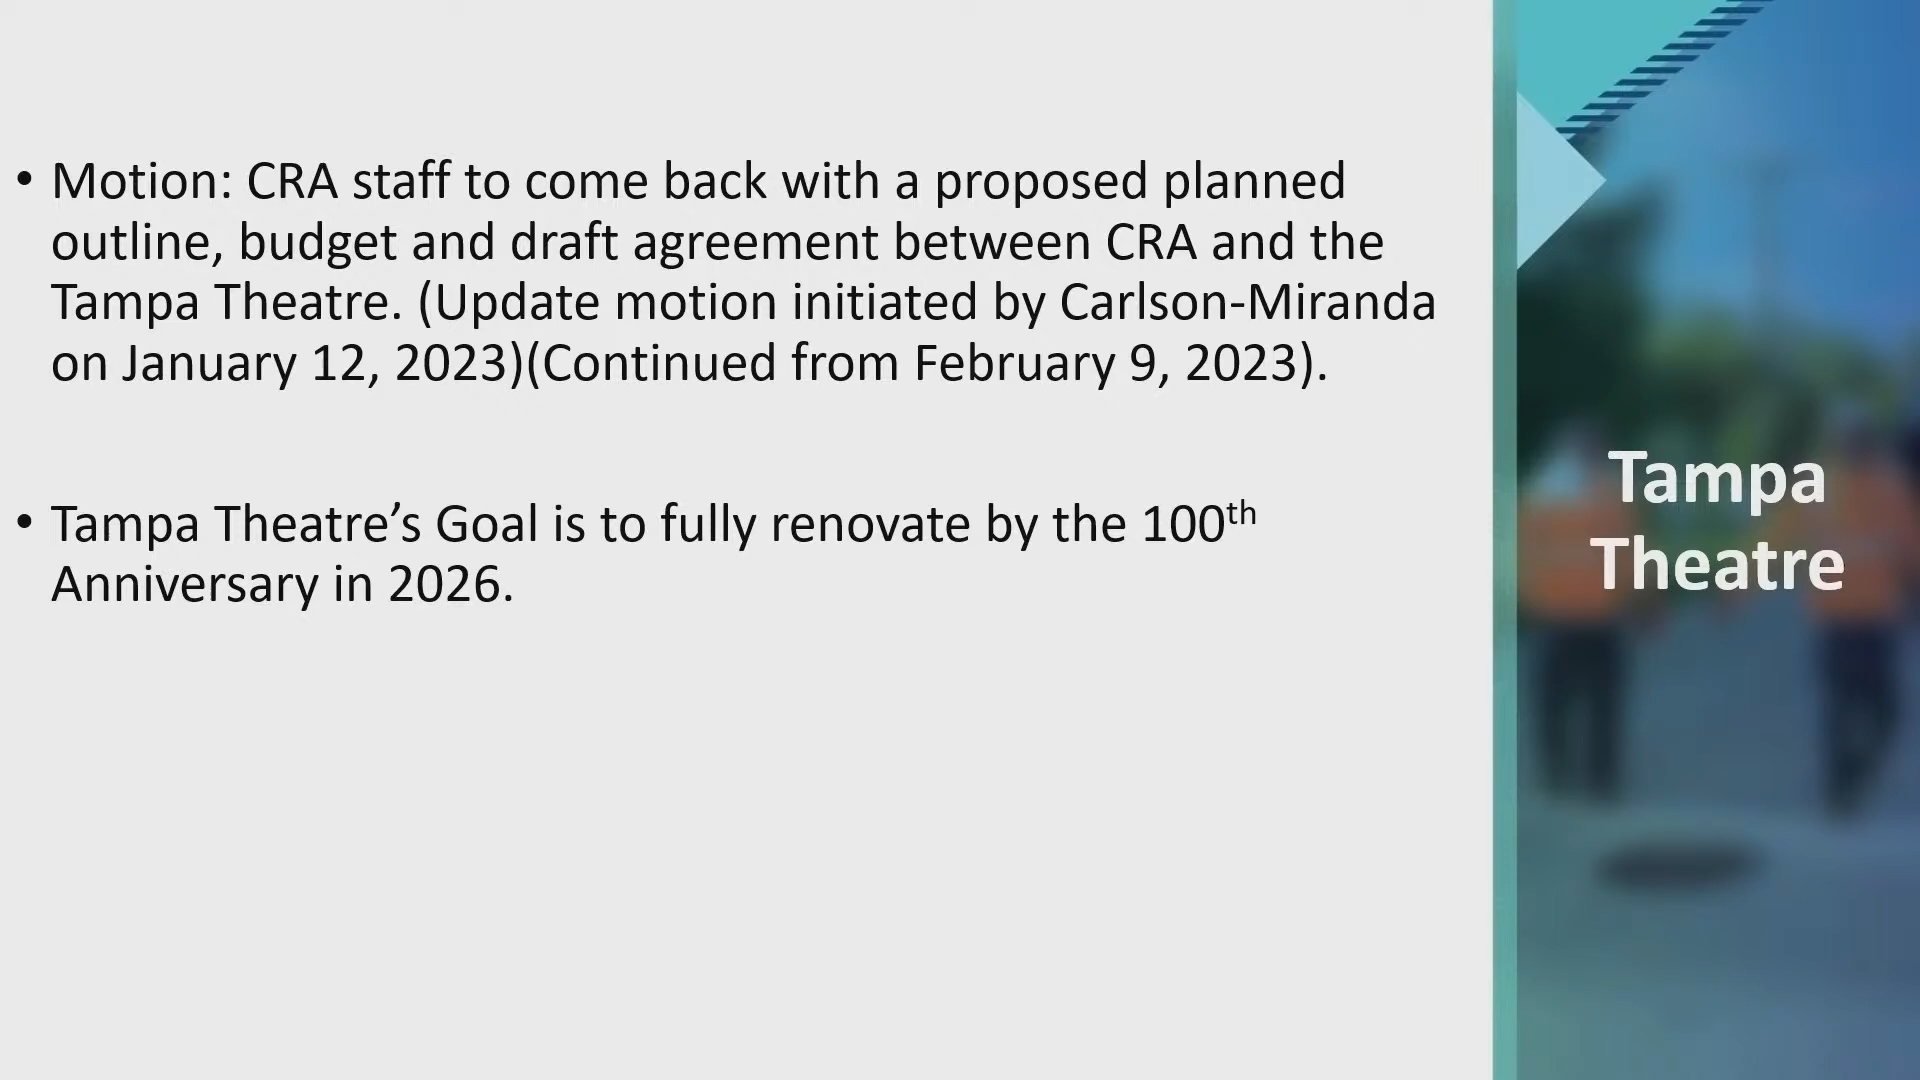 • Motion: CRA staff to come back with a proposed planned
outline, budget and draft agreement between CRA and the
Tampa Theatre. (Update motion initiated by Carlson-Miranda
on January 12, 2023)(Continued from February 9, 2023).
• Tampa Theatre’s Goal is to fully renovate by the 100th
Anniversary in 2026.
Tampa
Theatre